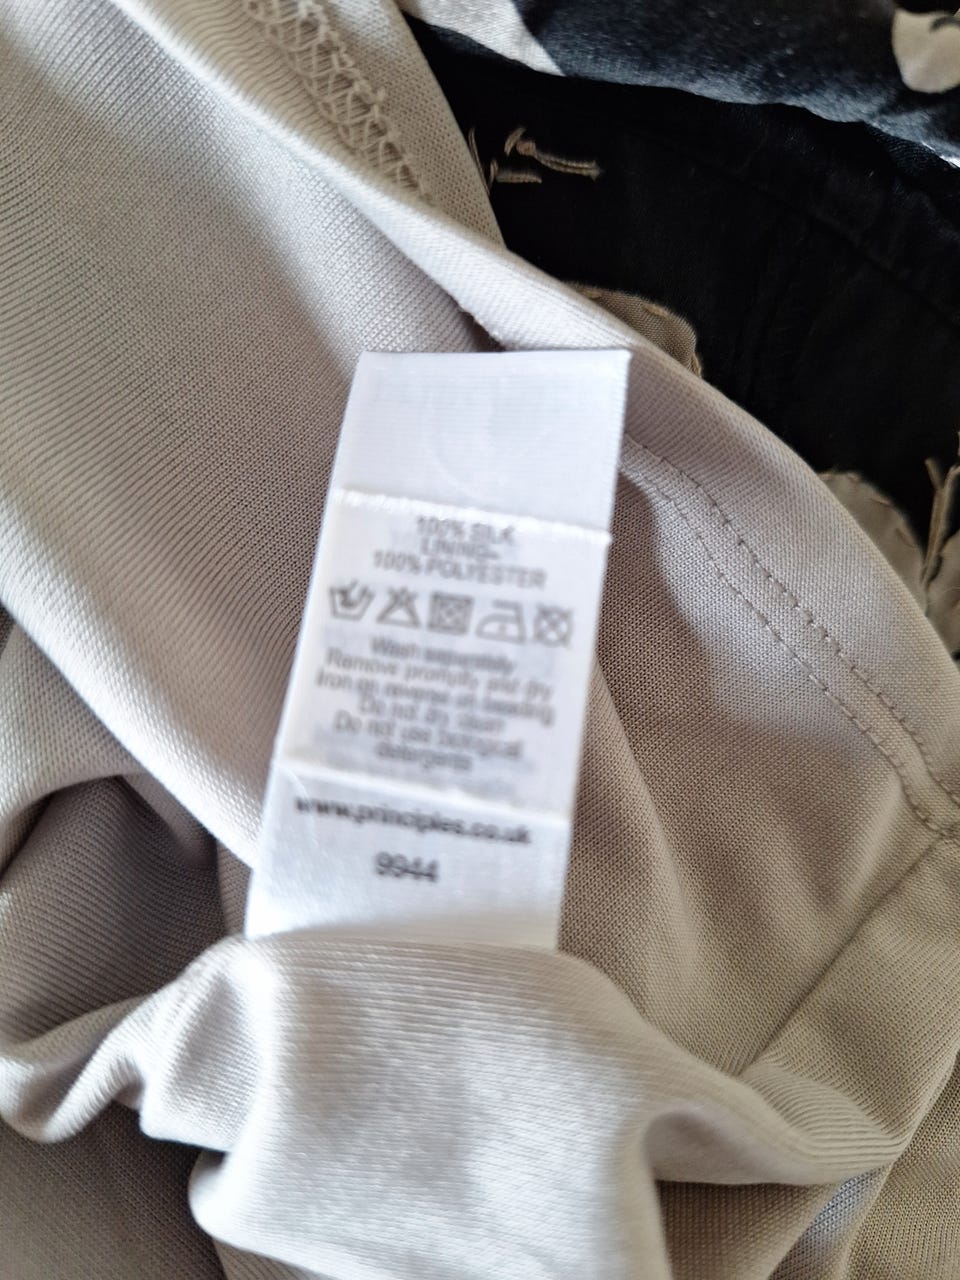 100% SILK
LINING-
100% POLYESTER
Wash separately
Remove promptly and dry
Iron on reverse on beading
Do not dry clean
Do not use biological
detergents
www.principles.co.uk
9944